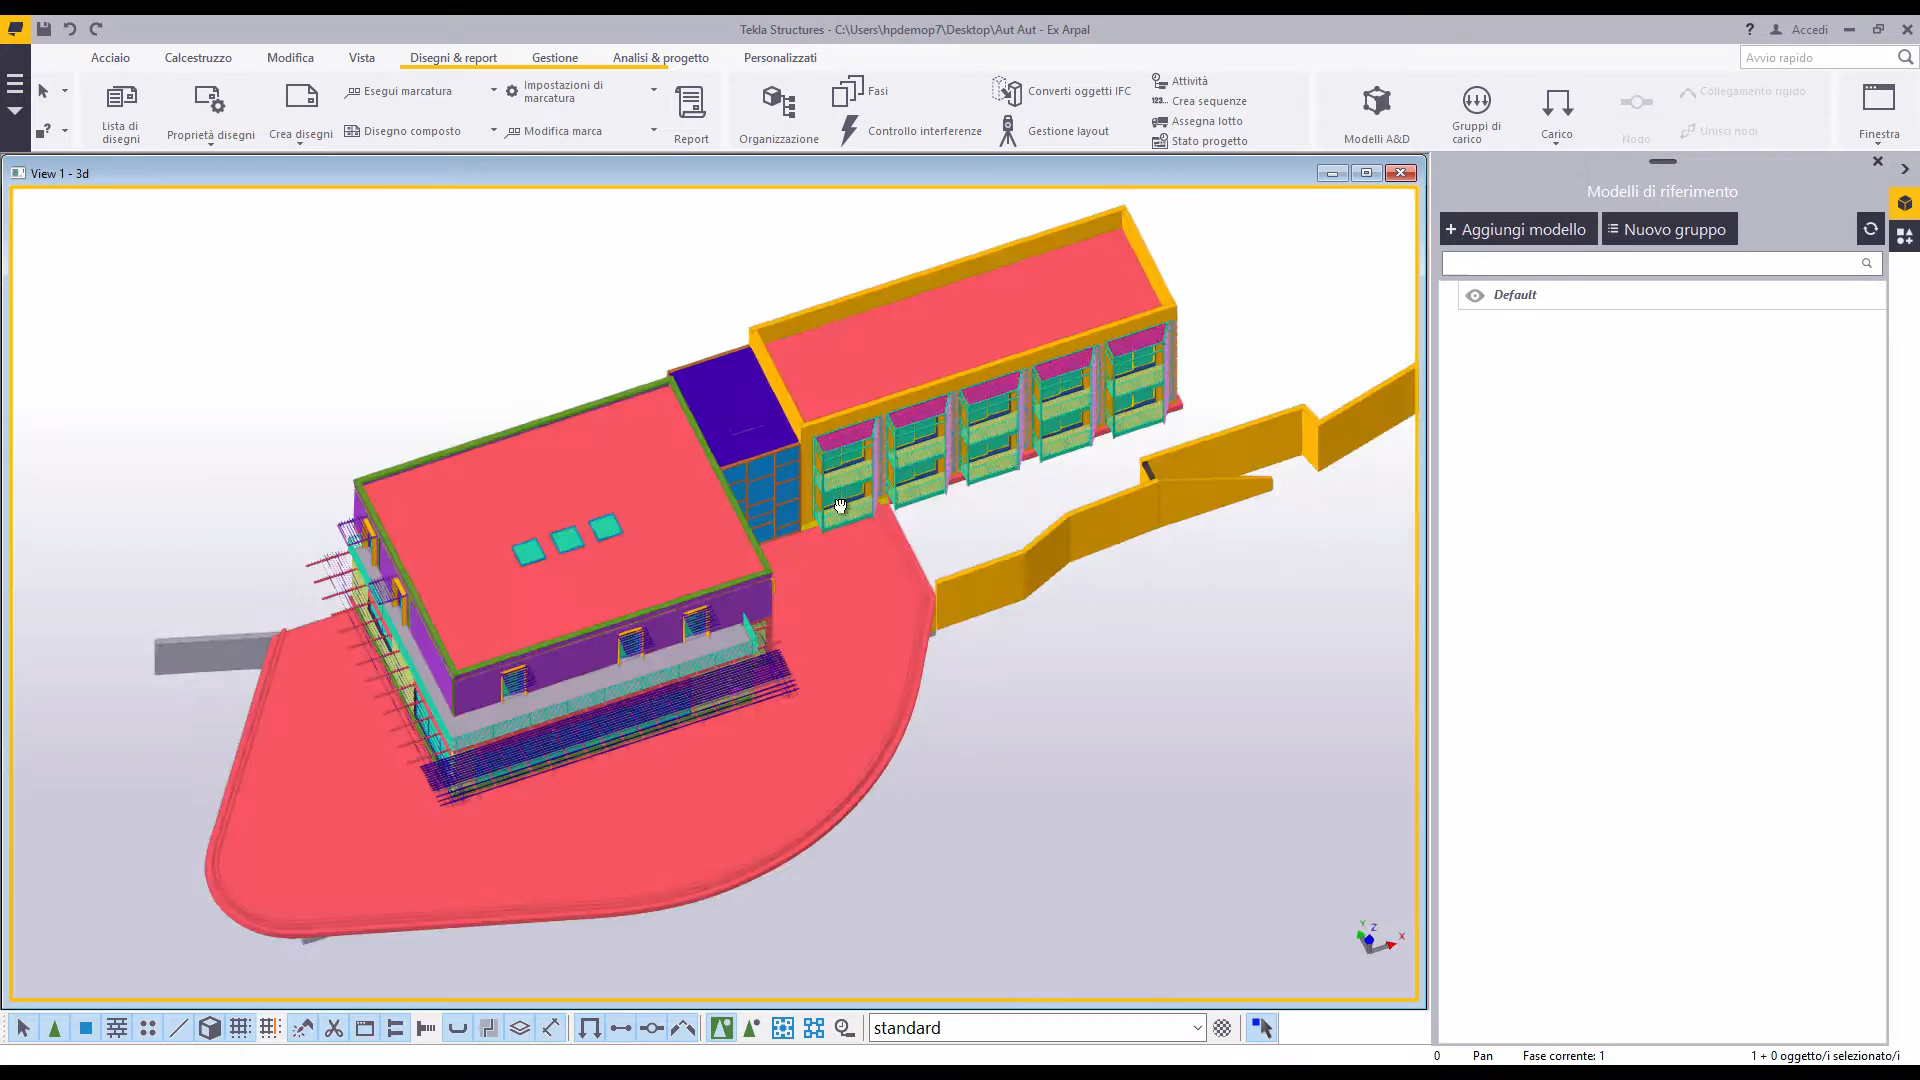 Tekla Structures - C:\Users\hpdemop7\Desktop\Aut Aut - Ex Arpal
? Accedi
Acciaio Calcestruzzo Modifica Vista Disegni & report Gestione Analisi & progetto Personalizzati
Avvio rapido
Lista di disegni
Proprietà disegni
Crea disegni
Esegui marcatura
Disegno composto
Impostazioni di marcatura
Modifica marca
Report
Organizzazione
Fasi
Controllo interferenze
Converti oggetti IFC
Gestione layout
Attività
123... Crea sequenze
Assegna lotto
Stato progetto
Modelli A&D
Gruppi di carico
Carico
Nodo
Collegamento rigido
Unisci nodi
Finestra
View 1 - 3d
Modelli di riferimento
+ Aggiungi modello
Nuovo gruppo
Default
Y Z X
standard
0 Pan Fase corrente: 1 1 + 0 oggetto/i selezionato/i